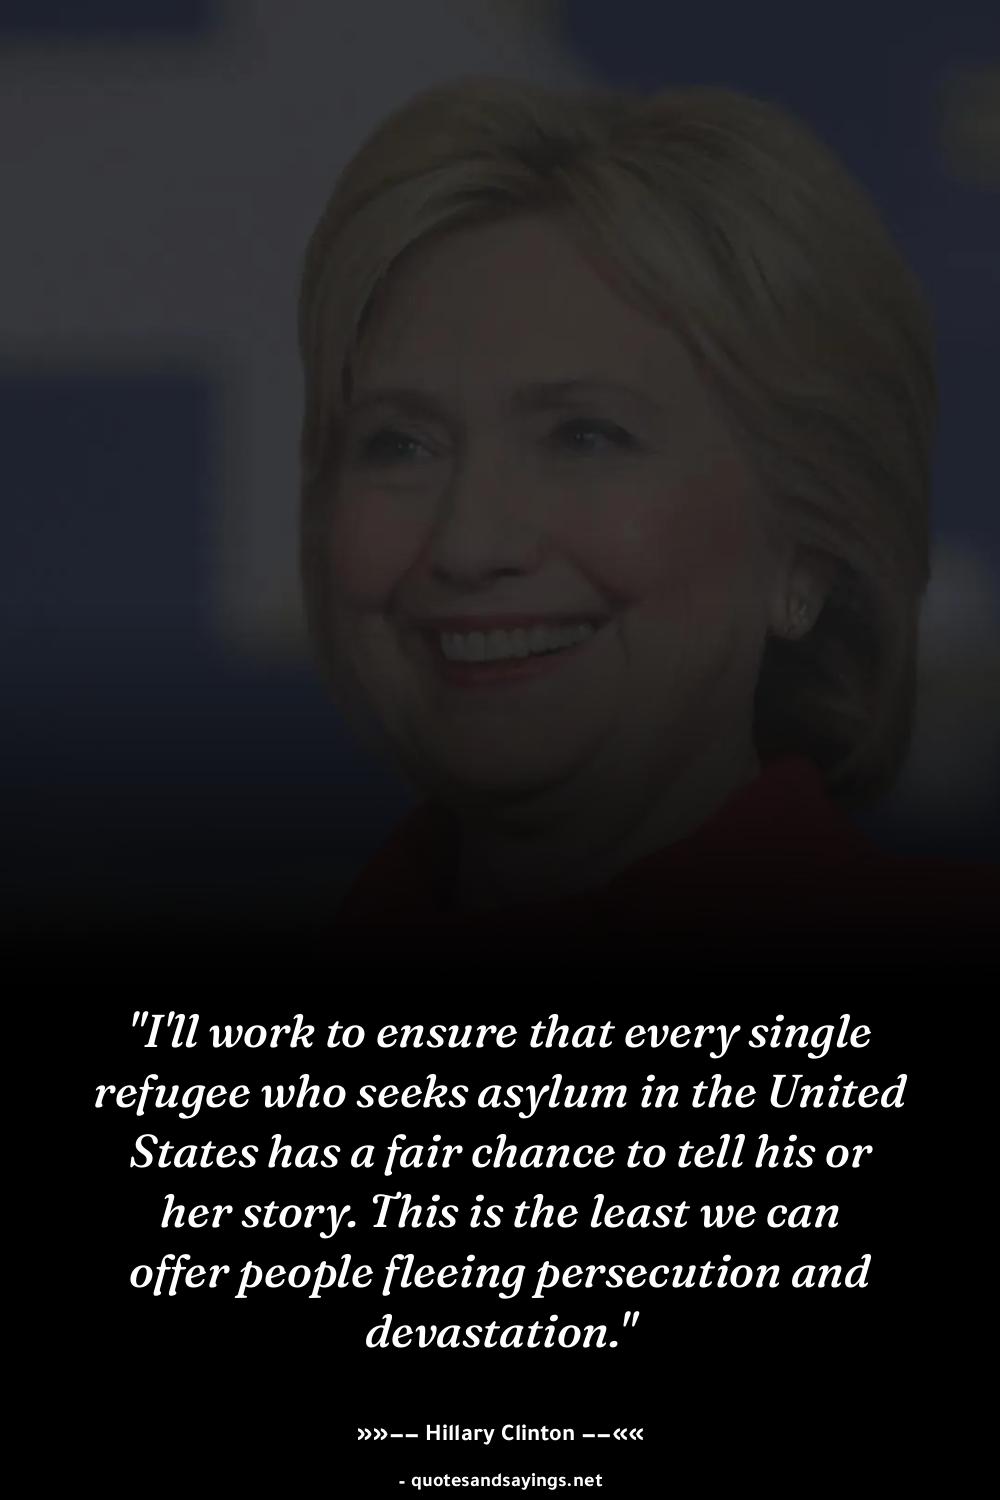 "I'll work to ensure that every single
refugee who seeks asylum in the United
States has a fair chance to tell his or
her story. This is the least we can
offer people fleeing persecution and
devastation."
»»–– Hillary Clinton ––««
- quotesandsayings.net